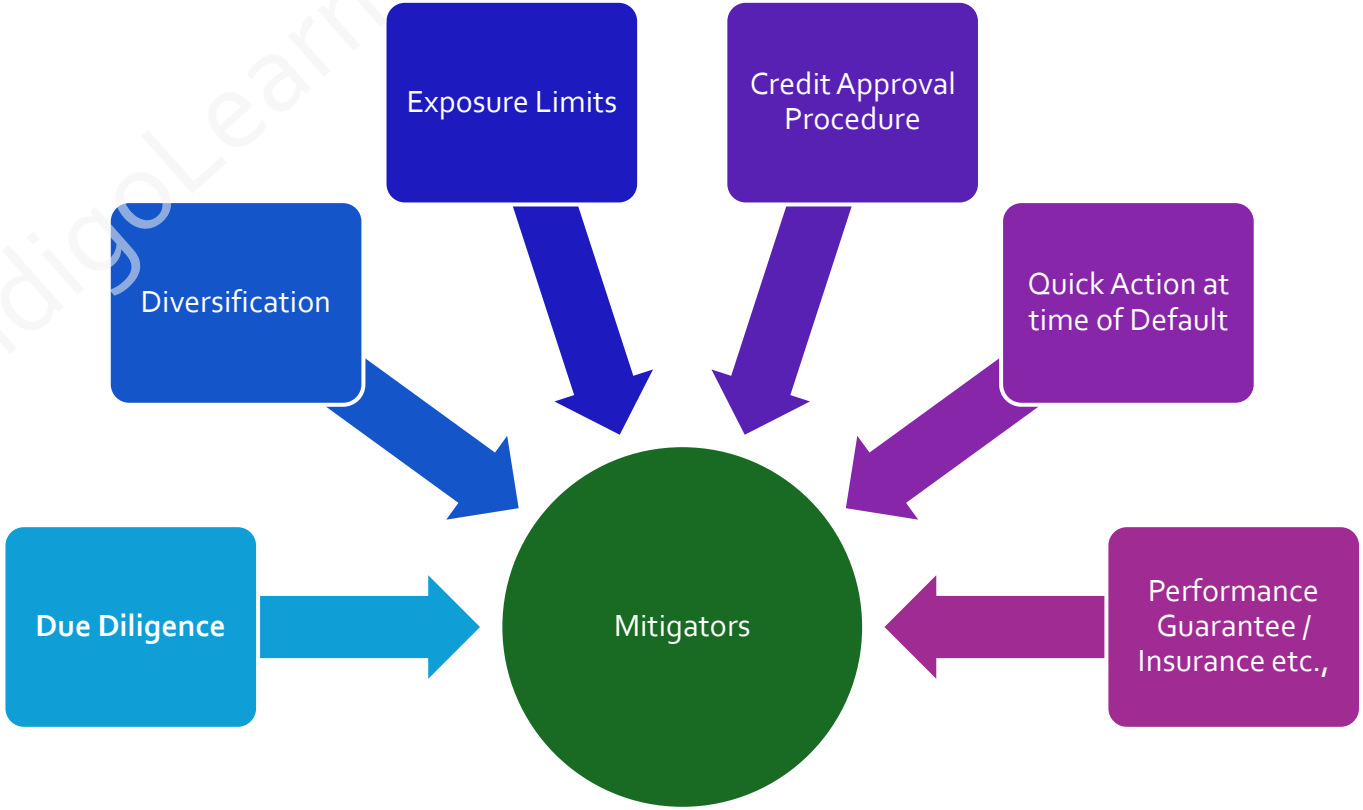 Exposure Limits
Credit Approval
Procedure
Diversification
Quick Action at
time of Default
Due Diligence
Mitigators
Performance
Guarantee /
Insurance etc.,